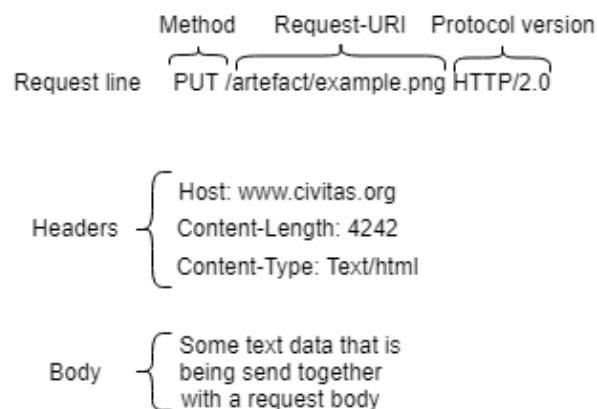 Method Request-URI Protocol version
Request line PUT /artefact/example.png HTTP/2.0
Host: www.civitas.org
Headers Content-Length: 4242
Content-Type: Text/html
Some text data that is
Body being send together
with a request body